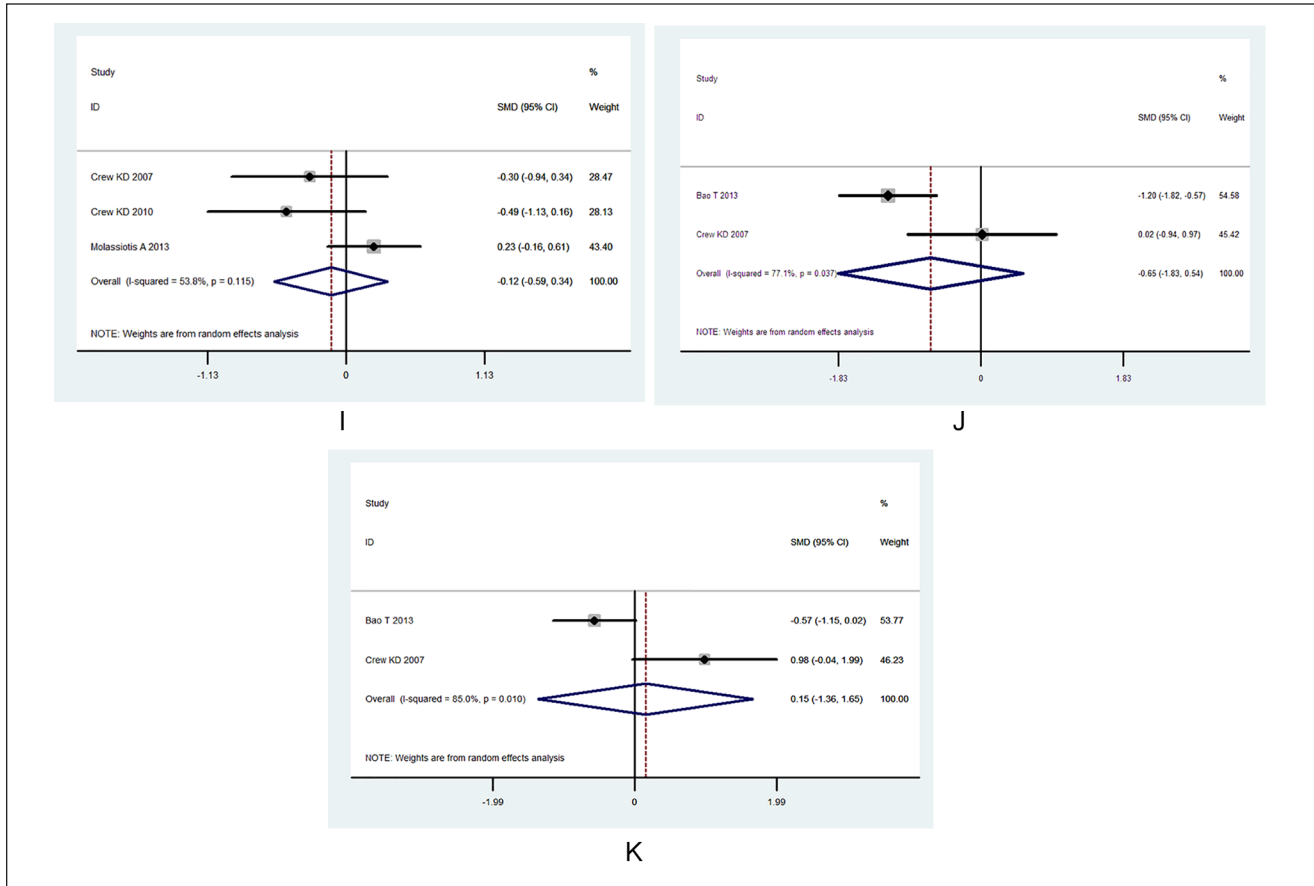 Study %
ID SMD (95% CI) Weight
Crew KD 2007 -0.30 (-0.94, 0.34) 28.47
Crew KD 2010 -0.49 (-1.13, 0.16) 28.13
Molassiotis A 2013 0.23 (-0.16, 0.61) 43.40
Overall (I-squared = 53.8%, p = 0.115) -0.12 (-0.59, 0.34) 100.00
NOTE: Weights are from random effects analysis
-1.13 0 1.13
I
Study %
ID SMD (95% CI) Weight
Bao T 2013 -1.20 (-1.82, -0.57) 54.58
Crew KD 2007 0.02 (-0.94, 0.97) 45.42
Overall (I-squared = 77.1%, p = 0.037) -0.65 (-1.83, 0.54) 100.00
NOTE: Weights are from random effects analysis
-1.83 0 1.83
J
Study %
ID SMD (95% CI) Weight
Bao T 2013 -0.57 (-1.15, 0.02) 53.77
Crew KD 2007 0.98 (-0.04, 1.99) 46.23
Overall (I-squared = 85.0%, p = 0.010) 0.15 (-1.36, 1.65) 100.00
NOTE: Weights are from random effects analysis
-1.99 0 1.99
K